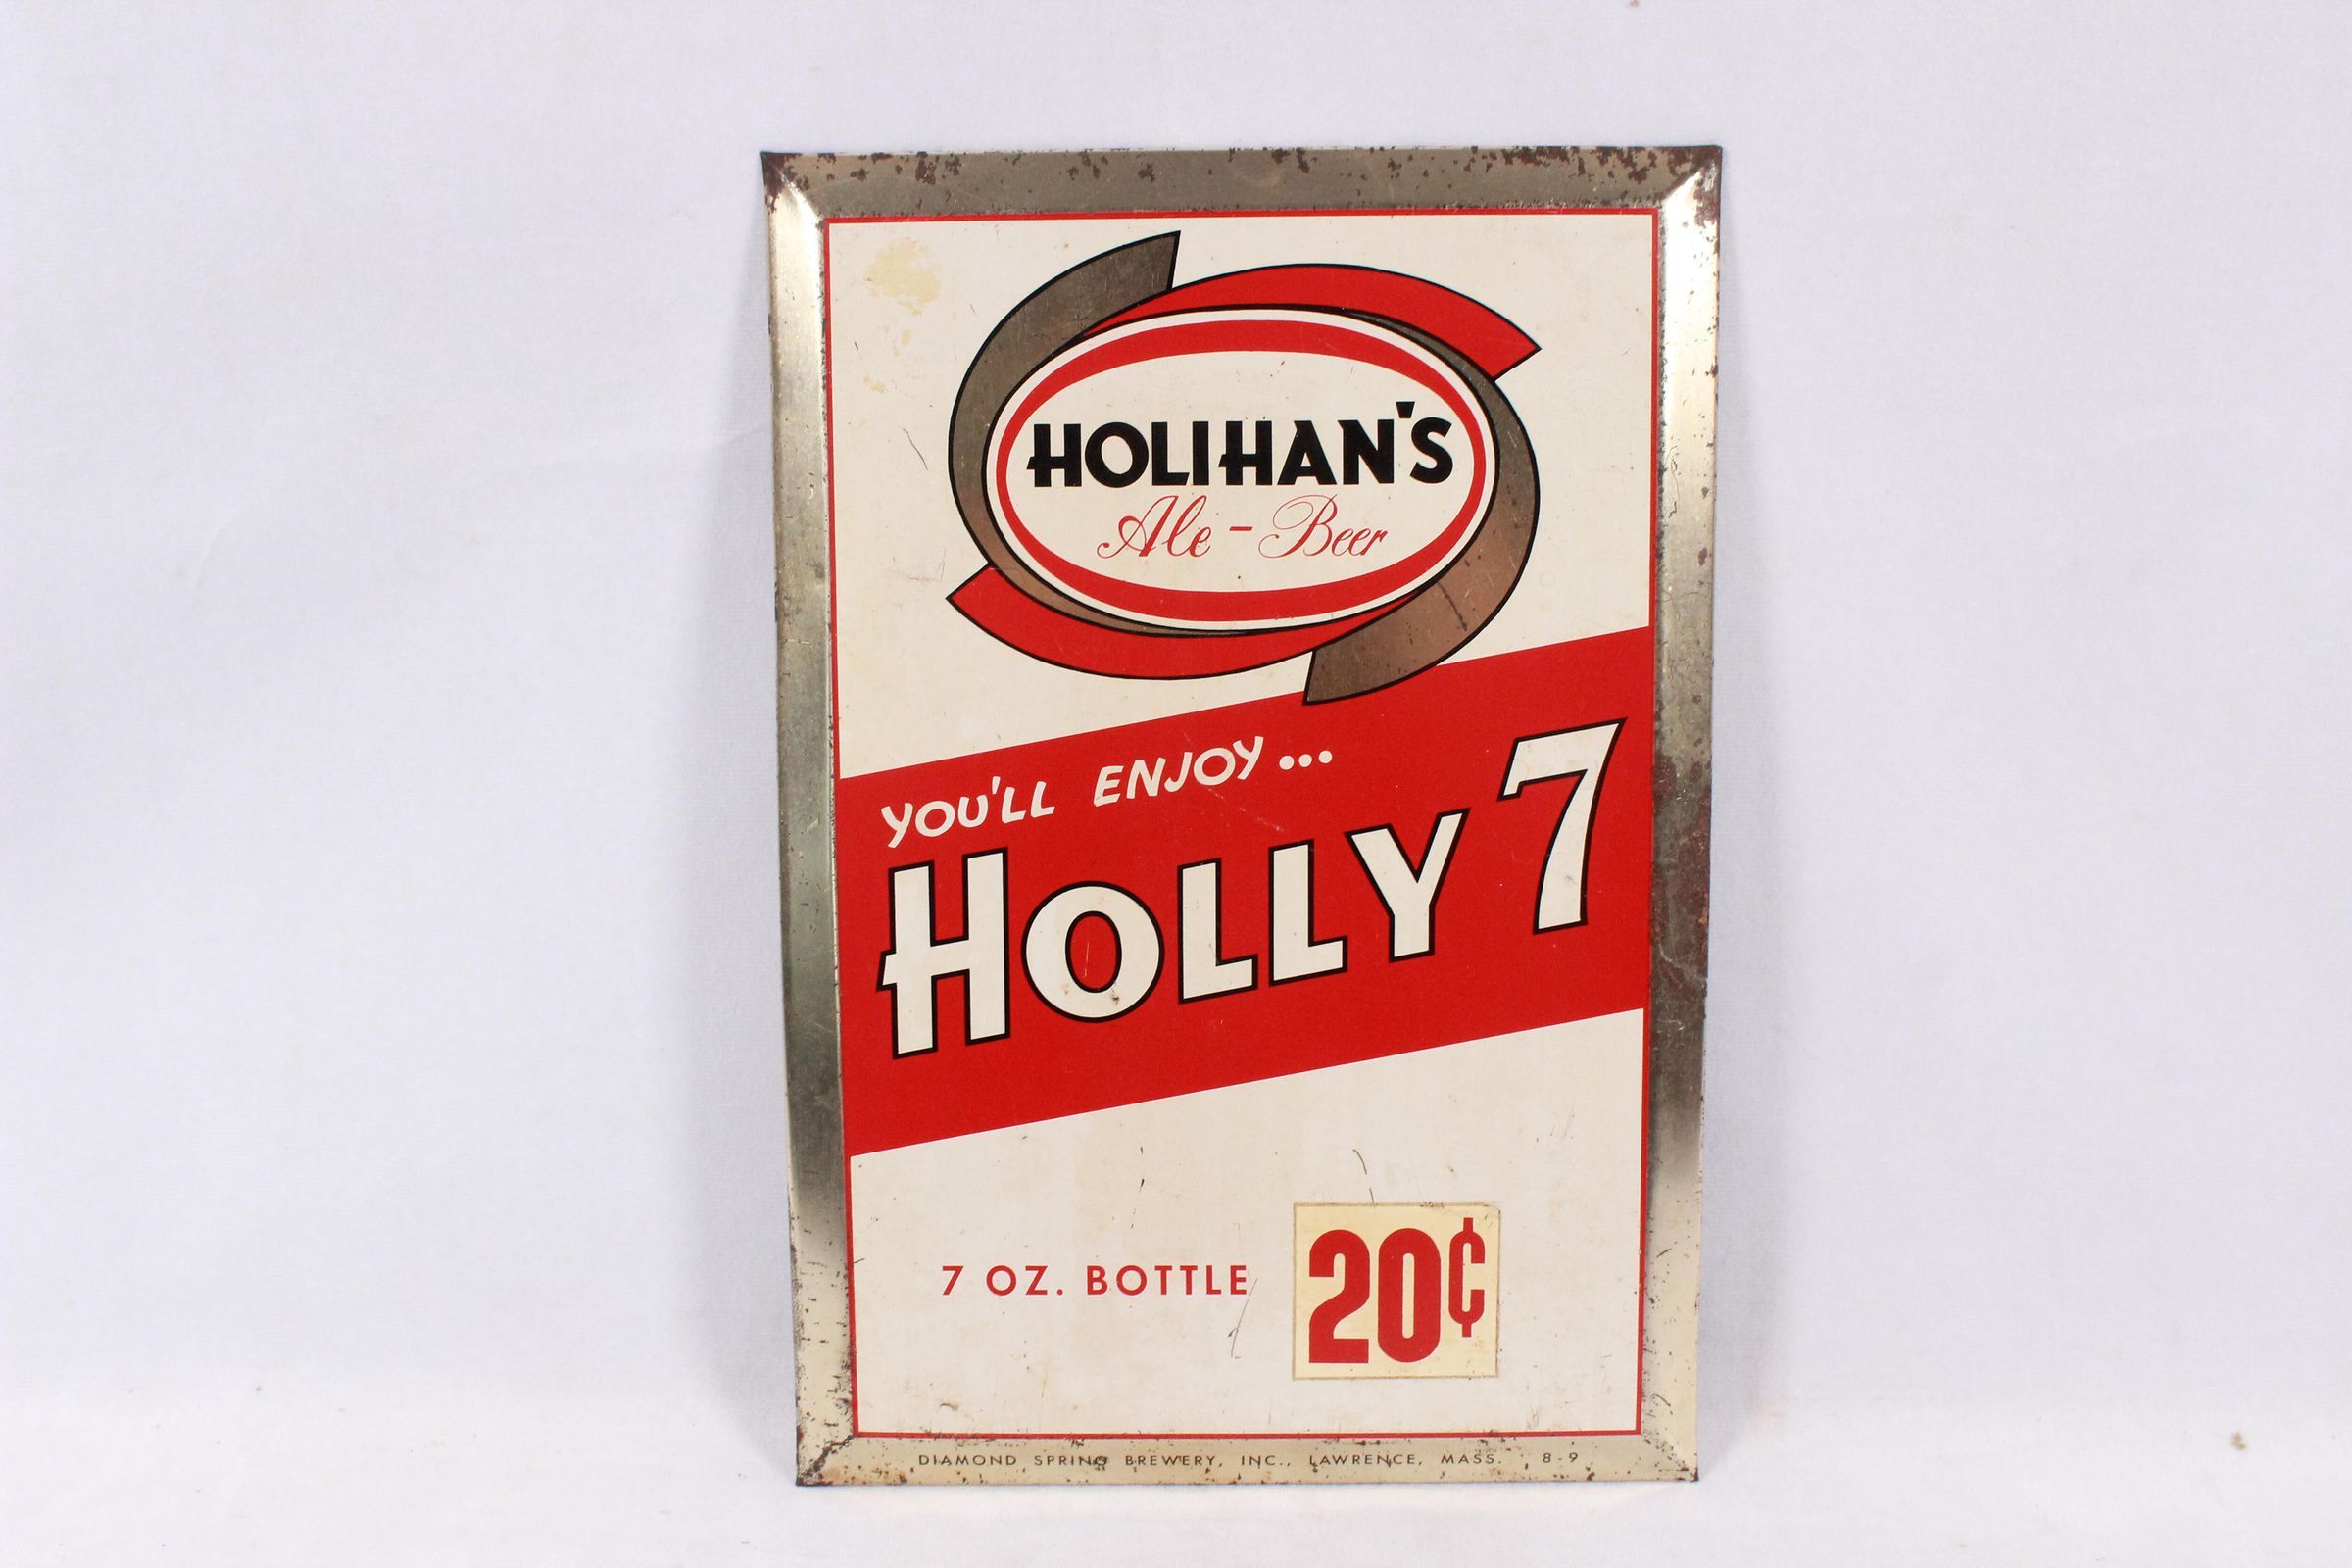 HOLIHAN'S
Ale - Beer
YOU'LL ENJOY...
HOLLY 7
7 OZ. BOTTLE 20¢
DIAMOND SPRING BREWERY, INC., LAWRENCE, MASS. 8-9